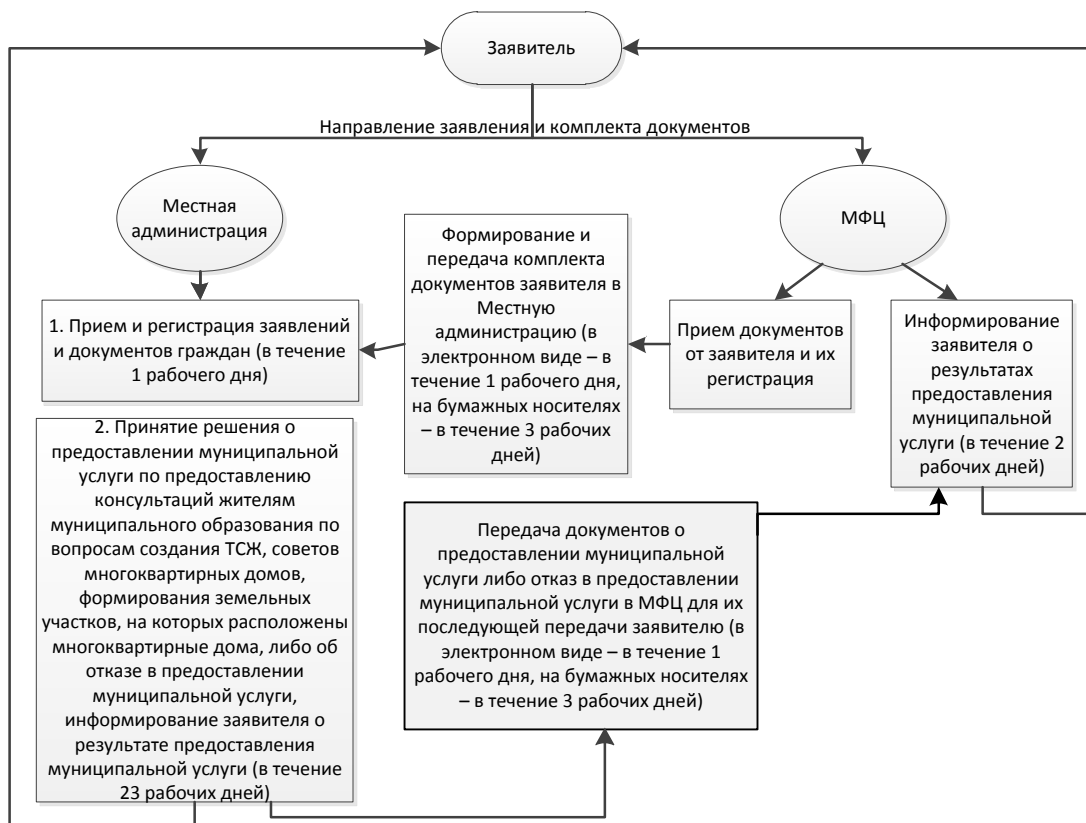 Заявитель
Направление заявления и комплекта документов
Местная
администрация
МФЦ
Формирование и
передача комплекта
документов заявителя в
Местную
администрацию (в
электронном виде – в
течение 1 рабочего дня,
на бумажных носителях
– в течение 3 рабочих
дней)
1. Прием и регистрация заявлений
и документов граждан (в течение
1 рабочего дня)
Прием документов
от заявителя и их
регистрация
Информирование
заявителя о
результатах
предоставления
муниципальной
услуги (в течение 2
рабочих дней)
2. Принятие решения о
предоставлении муниципальной
услуги по предоставлению
консультаций жителям
муниципального образования по
вопросам создания ТСЖ, советов
многоквартирных домов,
формирования земельных
участков, на которых расположены
многоквартирные дома, либо об
отказе в предоставлении
муниципальной услуги,
информирование заявителя о
результате предоставления
муниципальной услуги (в течение
23 рабочих дней)
Передача документов о
предоставлении муниципальной
услуги либо отказ в предоставлении
муниципальной услуги в МФЦ для их
последующей передачи заявителю (в
электронном виде – в течение 1
рабочего дня, на бумажных носителях
– в течение 3 рабочих дней)